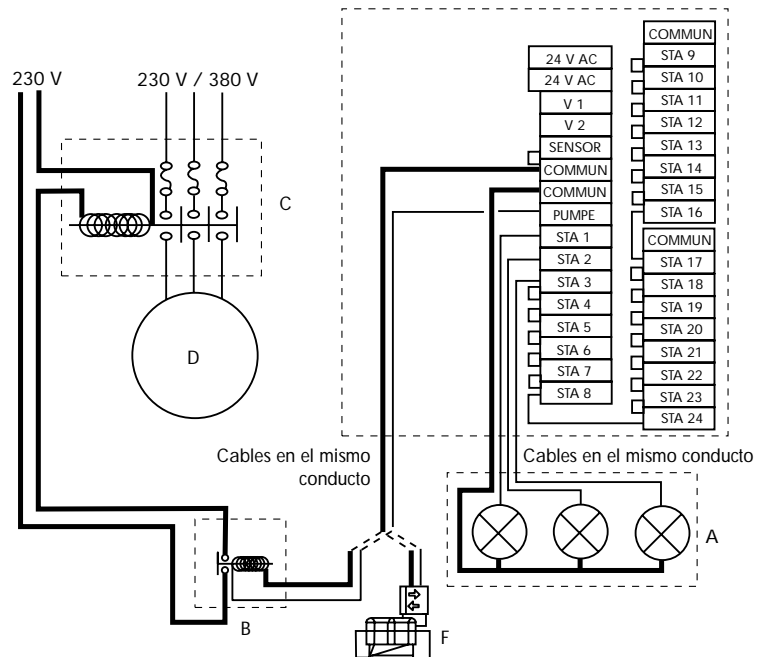 230 V
230 V / 380 V
C
D
24 V AC
24 V AC
V 1
V 2
SENSOR
COMMUN
COMMUN
PUMPE
STA 1
STA 2
STA 3
STA 4
STA 5
STA 6
STA 7
STA 8
COMMUN
STA 9
STA 10
STA 11
STA 12
STA 13
STA 14
STA 15
STA 16
COMMUN
STA 17
STA 18
STA 19
STA 20
STA 21
STA 22
STA 23
STA 24
Cables en el mismo
conducto
Cables en el mismo conducto
A
B
F